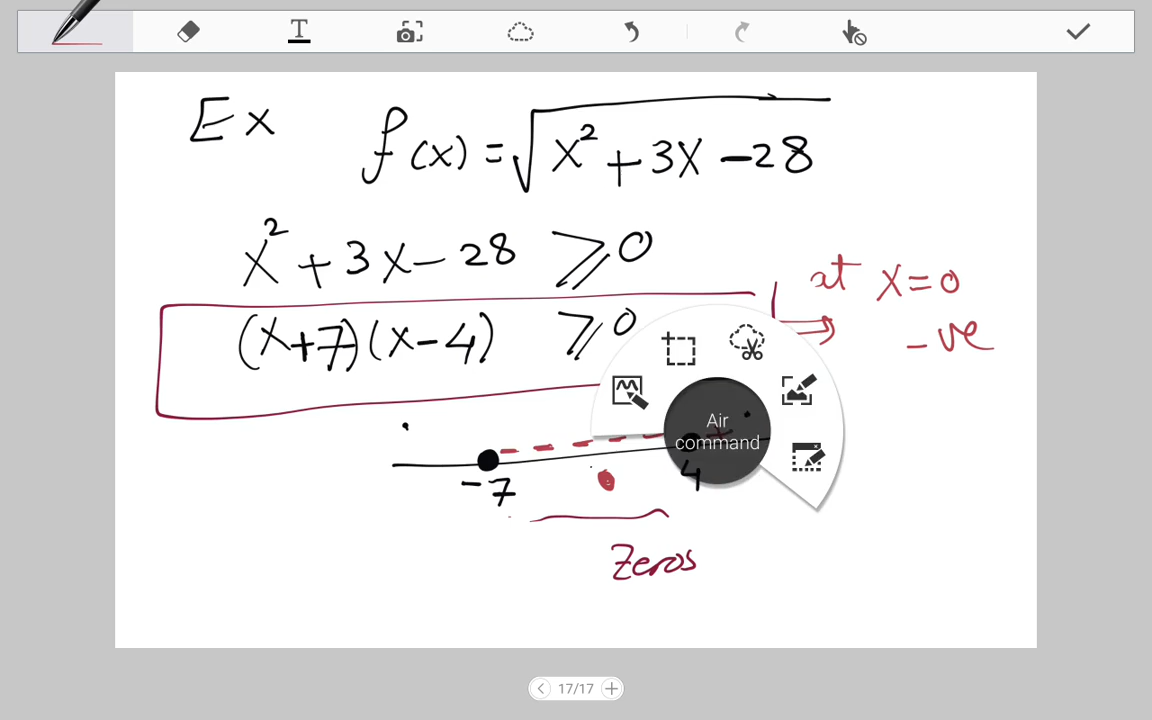 Ex f(x) = √x² + 3x - 28
x² + 3x - 28 ⩾ 0
at x = 0
(x+7)(x-4) ⩾ 0
-ve
Air
command
-7
4
Zeros
17/17